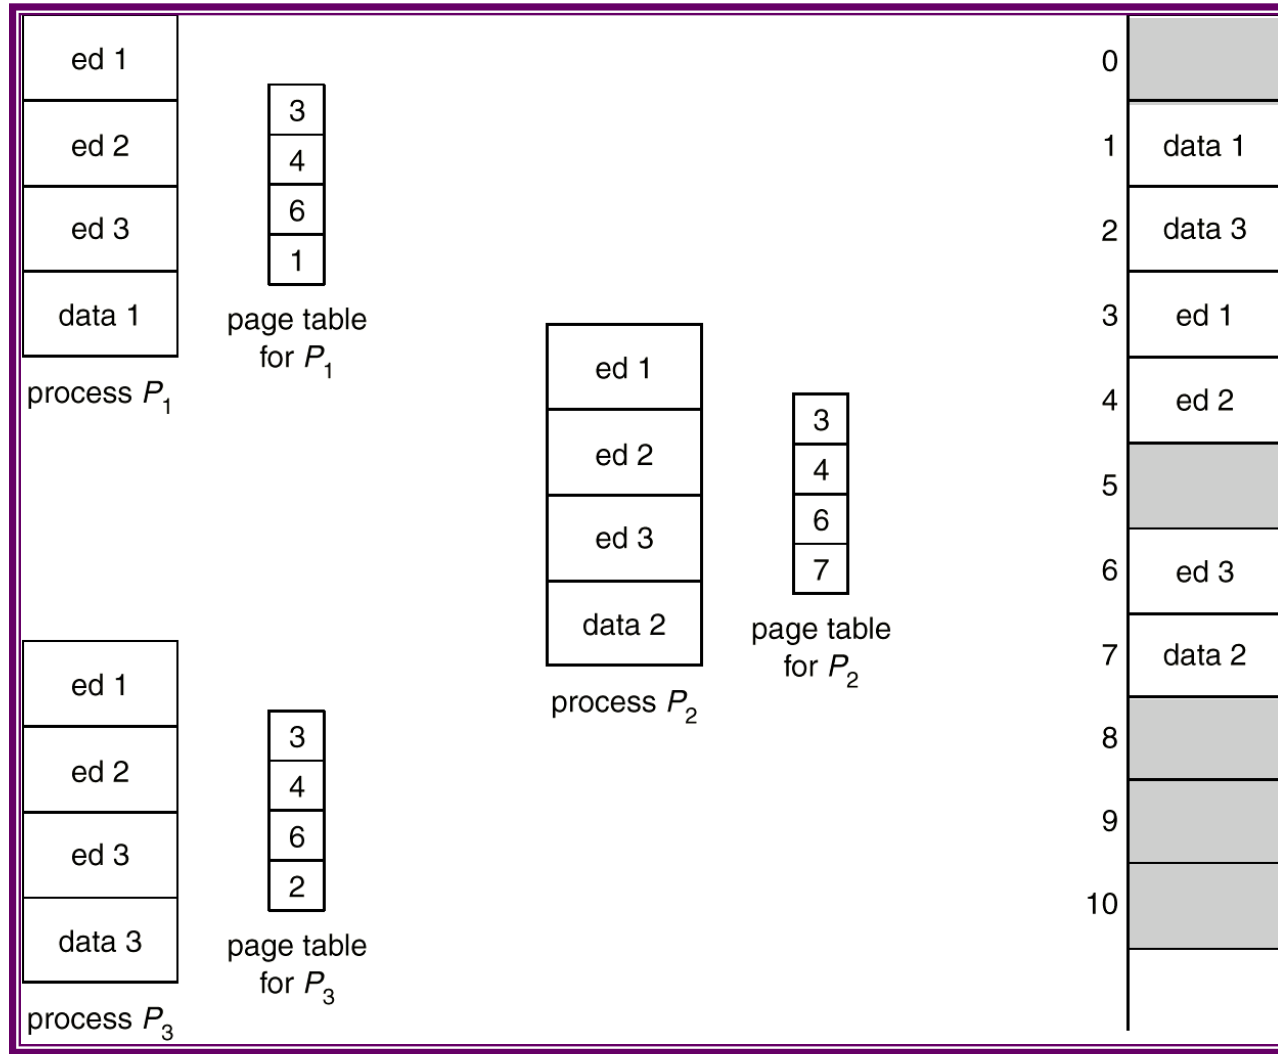 ed 1
ed 2
ed 3
data 1
process P1
3
4
6
1
page table
for P1
ed 1
ed 2
ed 3
data 2
process P2
3
4
6
7
page table
for P2
ed 1
ed 2
ed 3
data 3
process P3
3
4
6
2
page table
for P3
0
1 data 1
2 data 3
3 ed 1
4 ed 2
5
6 ed 3
7 data 2
8
9
10